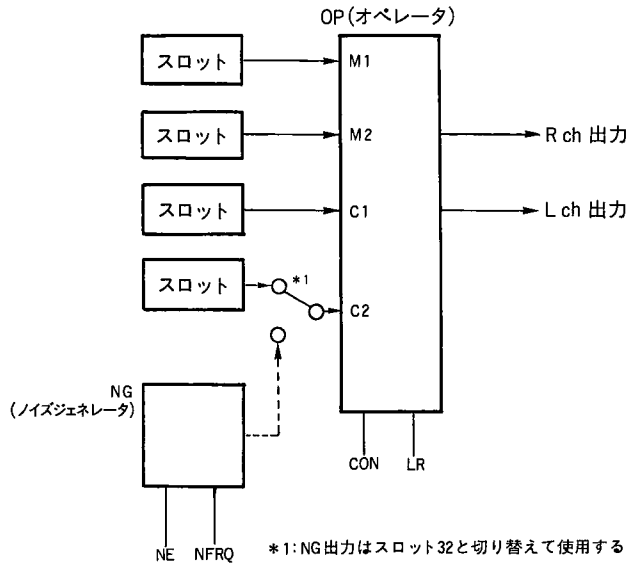 OP(オペレータ)
スロット
M1
スロット
M2
R ch 出力
スロット
C1
L ch 出力
スロット
*1
C2
NG
(ノイズジェネレータ)
CON
LR
NE
NFRQ
*1:NG出力はスロット32と切り替えて使用する